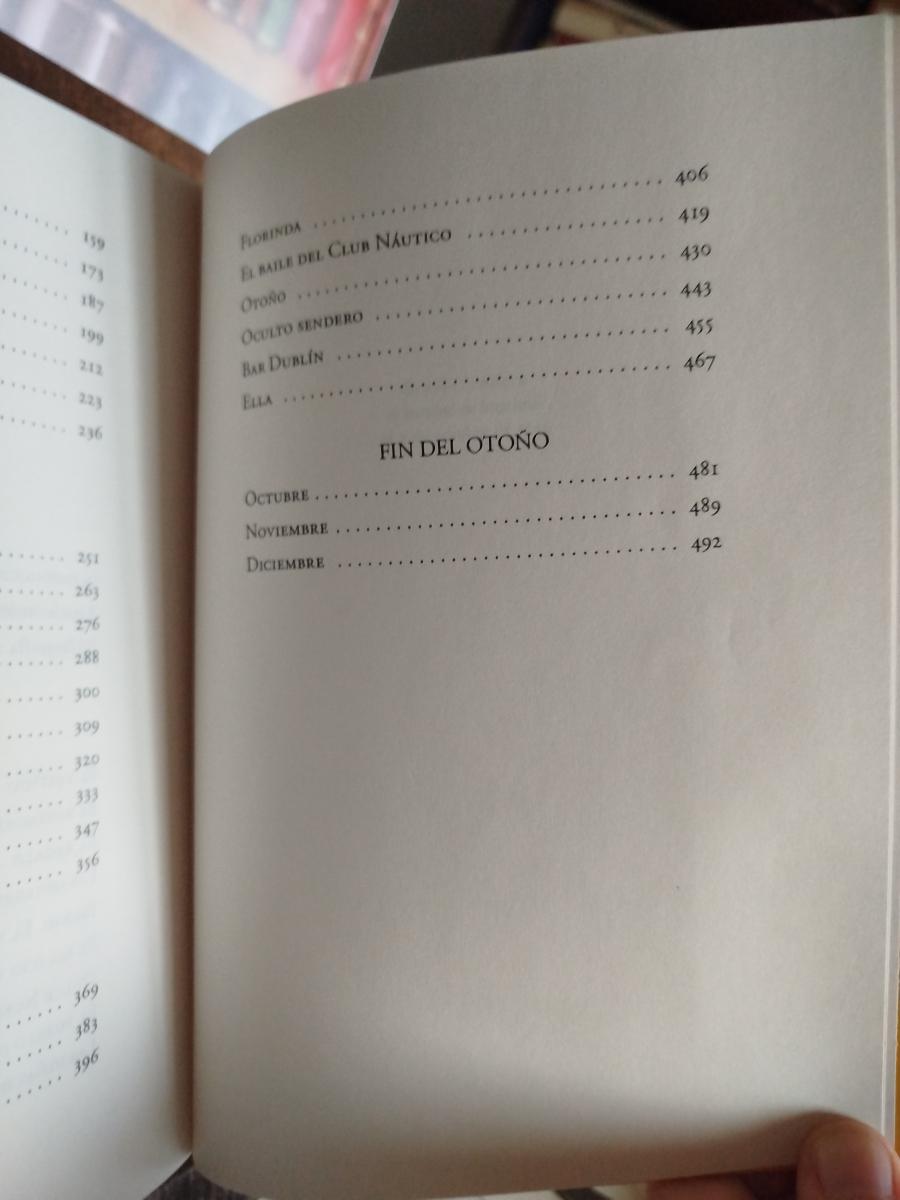 159
173
187
199
212
223
236
251
263
276
288
300
309
320
333
347
356
369
383
396
Florinda 406
El baile del Club Náutico 419
Otoño 430
Oculto sendero 443
Bar Dublín 455
Ella 467
FIN DEL OTOÑO
Octubre 481
Noviembre 489
Diciembre 492